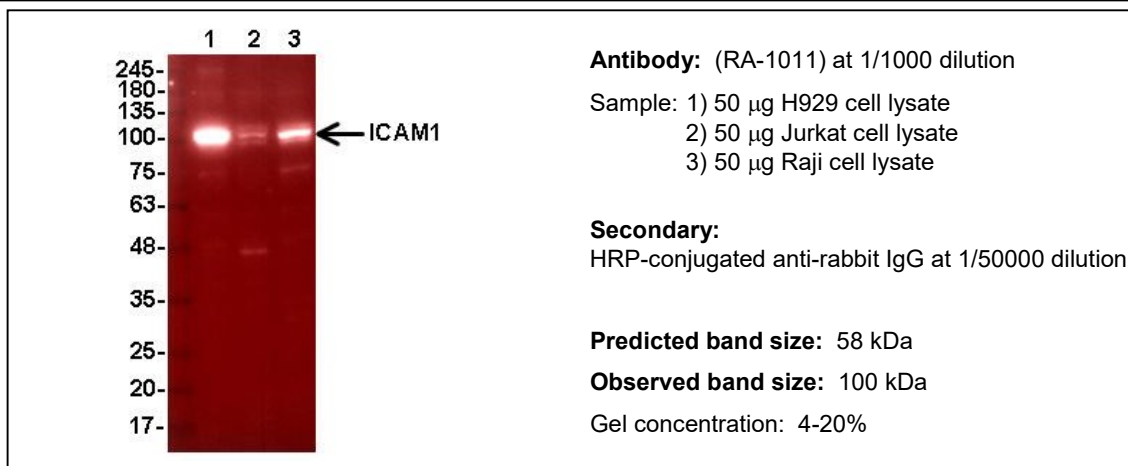 1 2 3
245-
180-
135-
100-
75-
63-
48-
35-
25-
20-
17-
ICAM1
Antibody: (RA-1011) at 1/1000 dilution
Sample: 1) 50 μg H929 cell lysate
2) 50 μg Jurkat cell lysate
3) 50 μg Raji cell lysate
Secondary:
HRP-conjugated anti-rabbit IgG at 1/50000 dilution
Predicted band size: 58 kDa
Observed band size: 100 kDa
Gel concentration: 4-20%